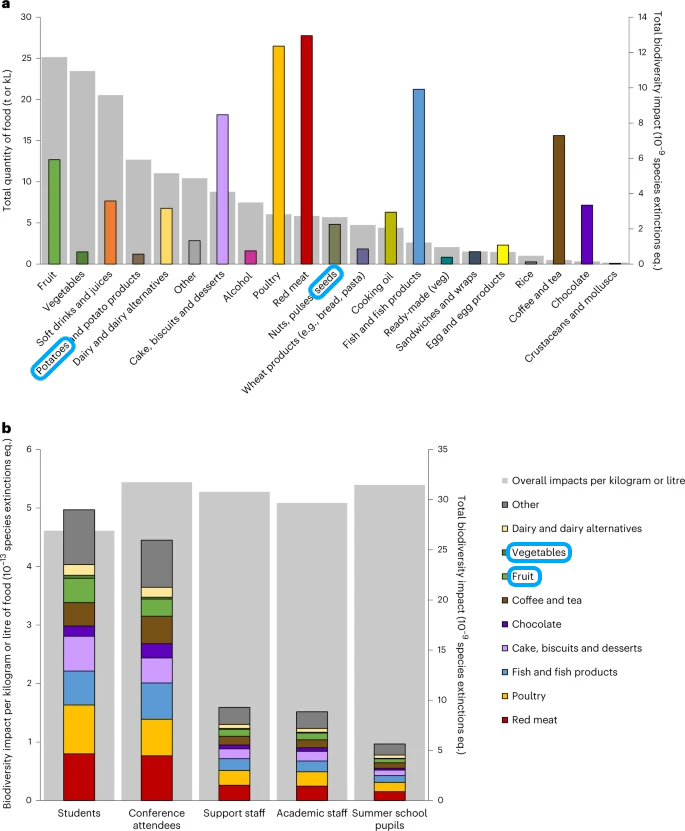 a
30
25
20
15
10
5
0
Total quantity of food (t or kL)
14
12
10
8
6
4
2
0
Total biodiversity impact (10⁻⁹ species extinctions eq.)
Fruit
Vegetables
Soft drinks and juices
Potatoes and potato products
Dairy and dairy alternatives
Other
Cake, biscuits and desserts
Alcohol
Poultry
Red meat
Nuts, pulses, seeds
Wheat products (e.g., bread, pasta)
Cooking oil
Fish and fish products
Ready-made (veg)
Sandwiches and wraps
Egg and egg products
Rice
Coffee and tea
Chocolate
Crustaceans and molluscs
b
6
5
4
3
2
1
0
Biodiversity impact per kilogram or litre of food (10⁻¹³ species extinctions eq.)
35
30
25
20
15
10
5
0
Total biodiversity impact (10⁻⁹ species extinctions eq.)
Students
Conference
attendees
Support staff
Academic staff
Summer school
pupils
Overall impacts per kilogram or litre
Other
Dairy and dairy alternatives
Vegetables
Fruit
Coffee and tea
Chocolate
Cake, biscuits and desserts
Fish and fish products
Poultry
Red meat